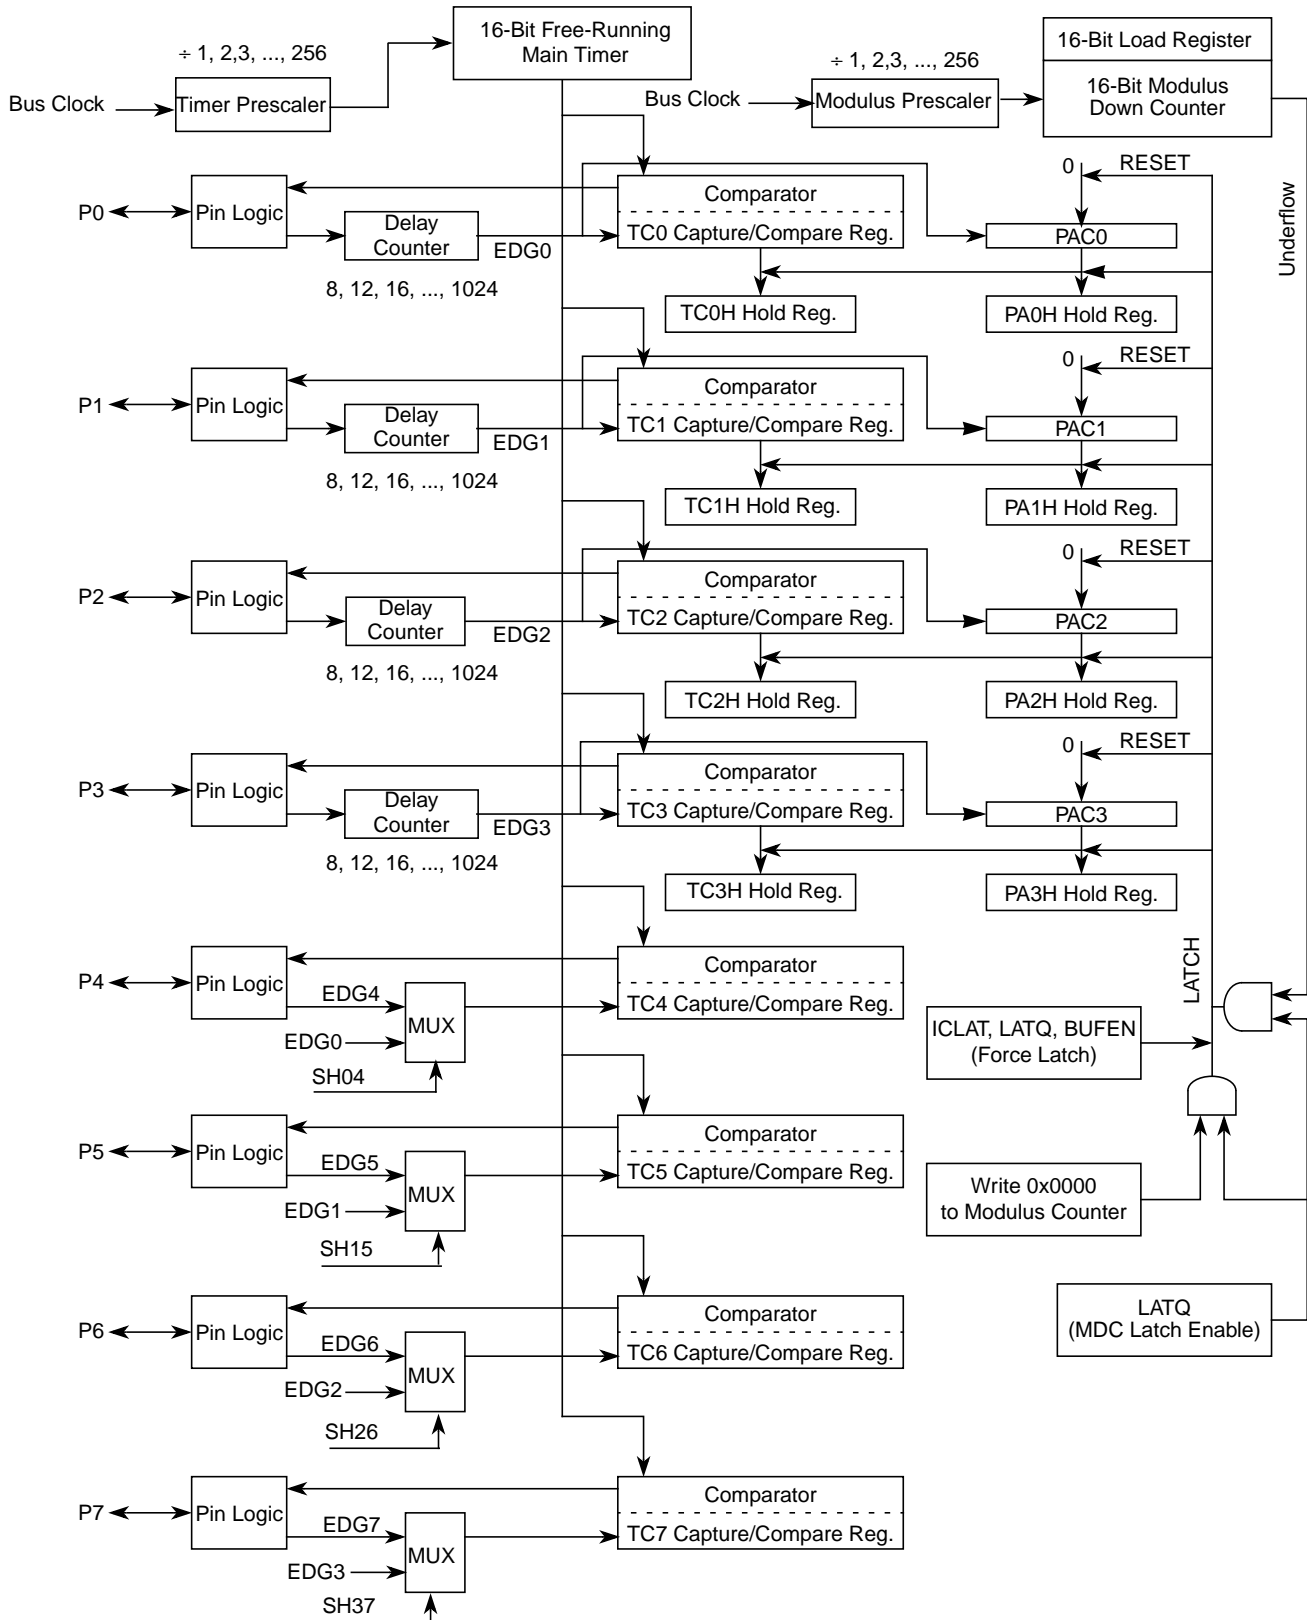 16-Bit Free-Running
Main Timer
÷ 1, 2,3, ..., 256
Bus Clock
Timer Prescaler
÷ 1, 2,3, ..., 256
Bus Clock
Modulus Prescaler
16-Bit Load Register
16-Bit Modulus
Down Counter
Underflow
P0
Pin Logic
Delay
Counter
8, 12, 16, ..., 1024
EDG0
Comparator
TC0 Capture/Compare Reg.
TC0H Hold Reg.
0
RESET
PAC0
PA0H Hold Reg.
P1
Pin Logic
Delay
Counter
8, 12, 16, ..., 1024
EDG1
Comparator
TC1 Capture/Compare Reg.
TC1H Hold Reg.
0
RESET
PAC1
PA1H Hold Reg.
P2
Pin Logic
Delay
Counter
8, 12, 16, ..., 1024
EDG2
Comparator
TC2 Capture/Compare Reg.
TC2H Hold Reg.
0
RESET
PAC2
PA2H Hold Reg.
P3
Pin Logic
Delay
Counter
8, 12, 16, ..., 1024
EDG3
Comparator
TC3 Capture/Compare Reg.
TC3H Hold Reg.
0
RESET
PAC3
PA3H Hold Reg.
P4
Pin Logic
EDG4
EDG0
MUX
SH04
Comparator
TC4 Capture/Compare Reg.
LATCH
ICLAT, LATQ, BUFEN
(Force Latch)
P5
Pin Logic
EDG5
EDG1
MUX
SH15
Comparator
TC5 Capture/Compare Reg.
Write 0x0000
to Modulus Counter
P6
Pin Logic
EDG6
EDG2
MUX
SH26
Comparator
TC6 Capture/Compare Reg.
LATQ
(MDC Latch Enable)
P7
Pin Logic
EDG7
EDG3
MUX
SH37
Comparator
TC7 Capture/Compare Reg.